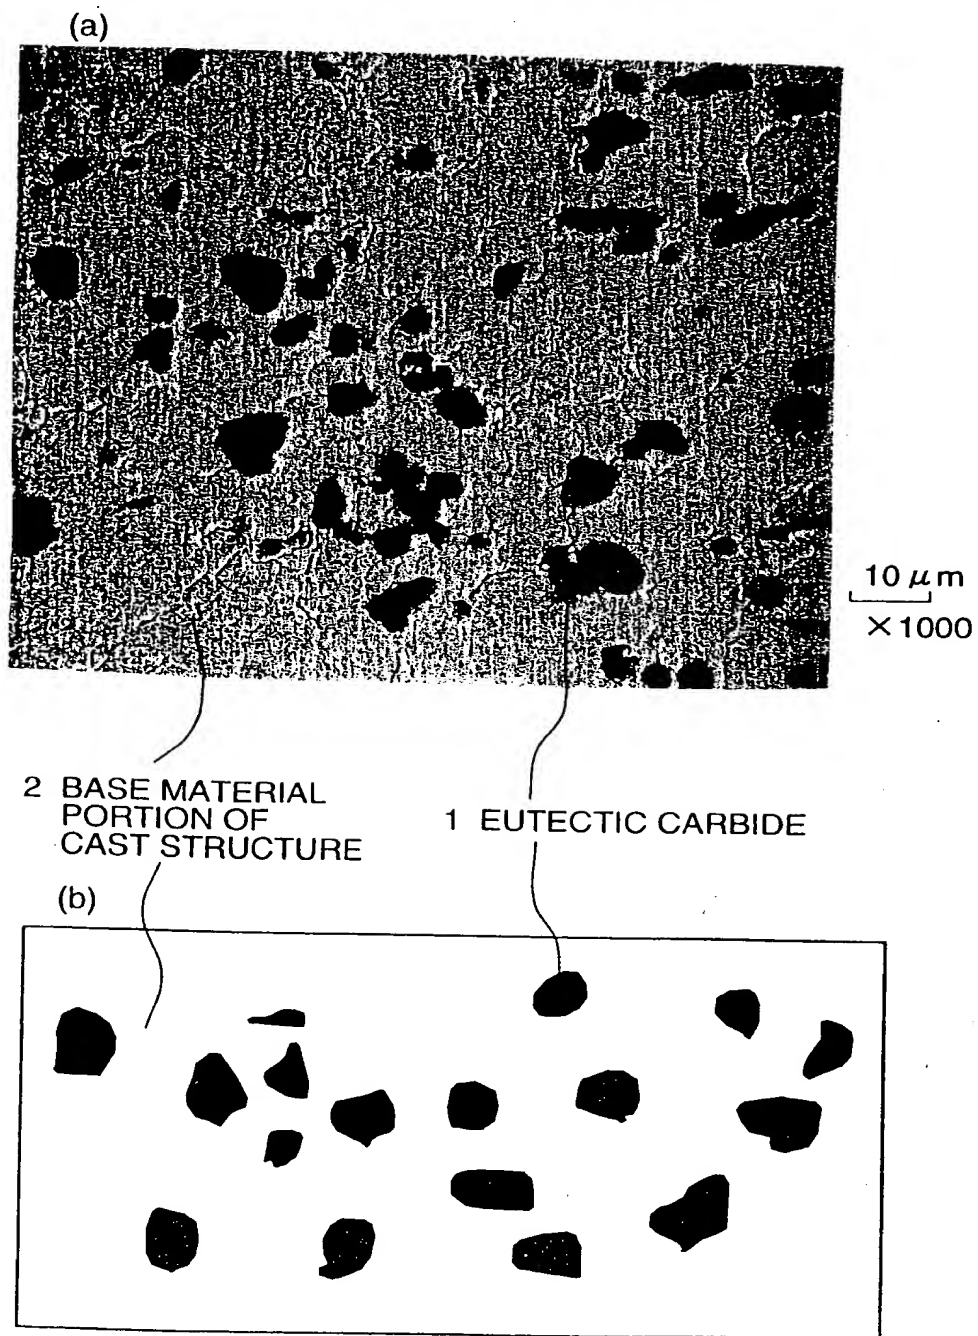 (a)
10 μm
×1000
2 BASE MATERIAL
PORTION OF
CAST STRUCTURE
1 EUTECTIC CARBIDE
(b)